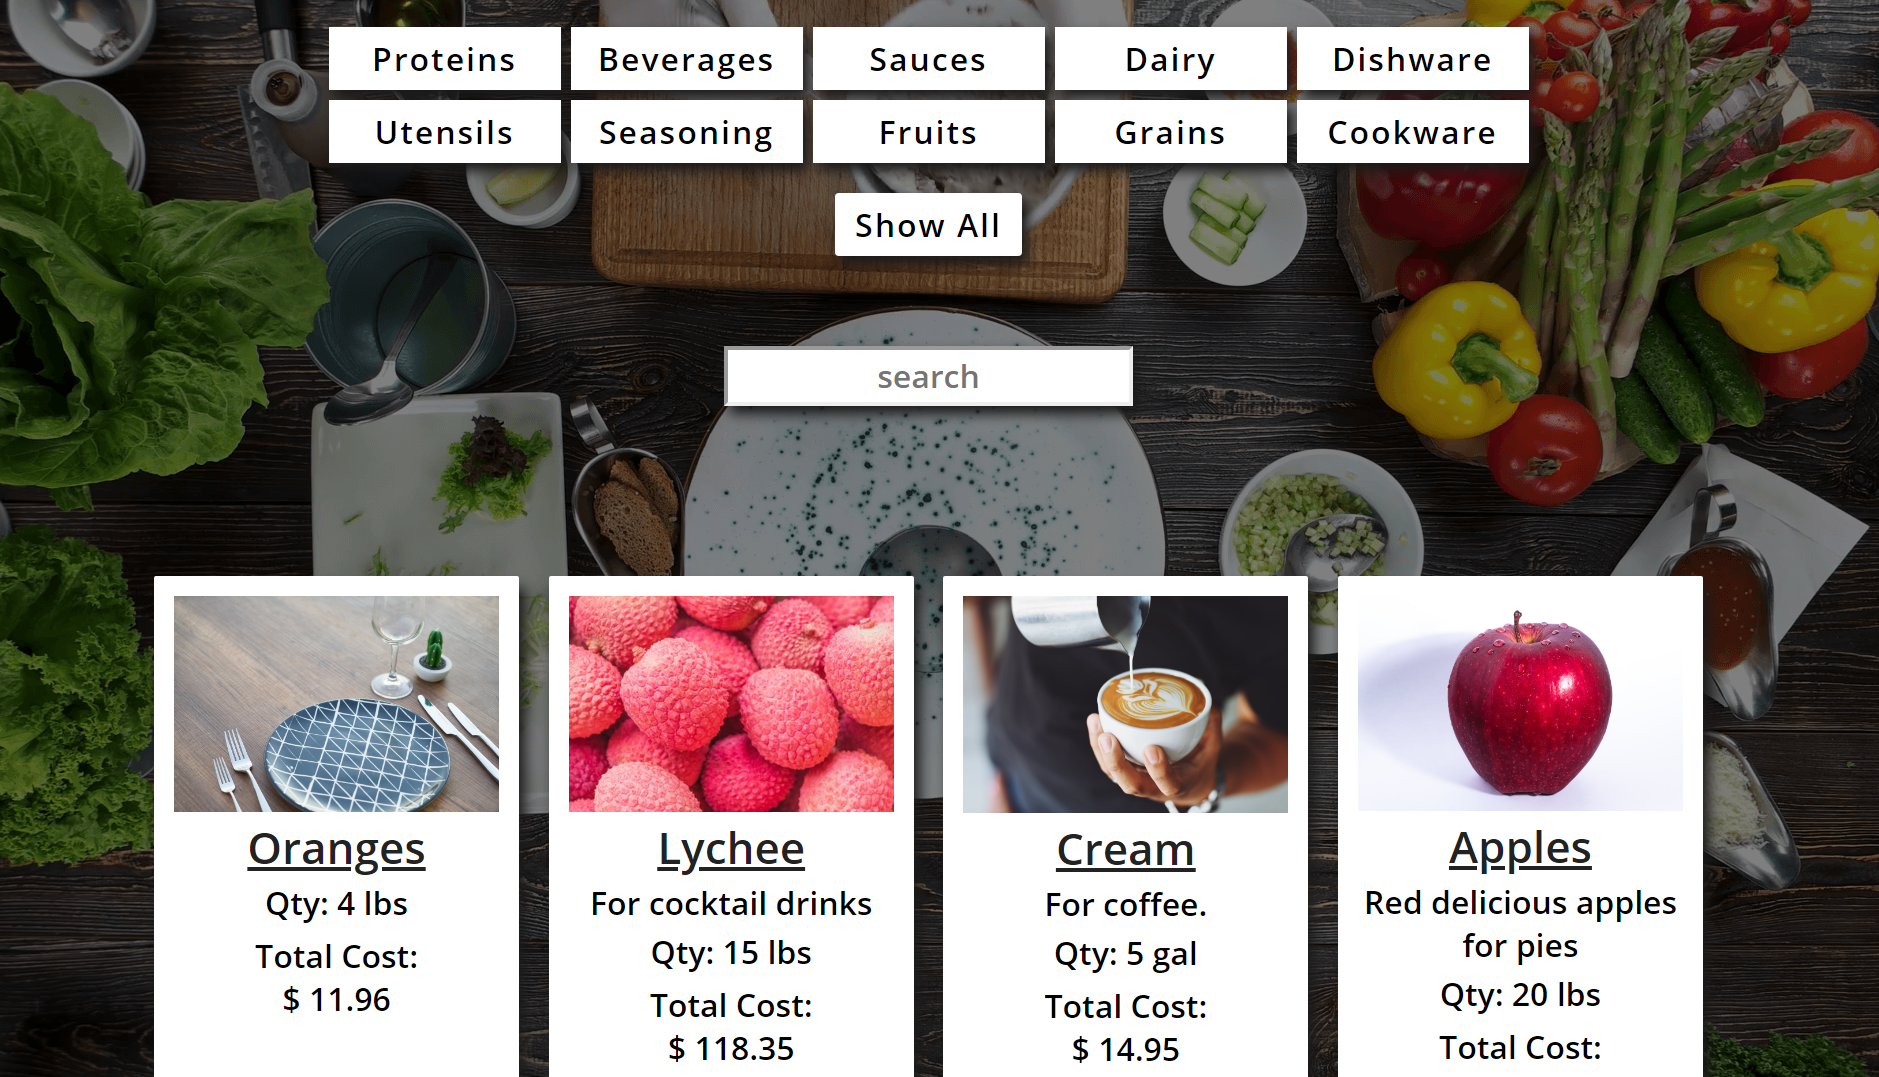 Proteins
Beverages
Sauces
Dairy
Dishware
Utensils
Seasoning
Fruits
Grains
Cookware
Show All
search
Oranges
Qty: 4 lbs
Total Cost:
$ 11.96
Lychee
For cocktail drinks
Qty: 15 lbs
Total Cost:
$ 118.35
Cream
For coffee.
Qty: 5 gal
Total Cost:
$ 14.95
Apples
Red delicious apples
for pies
Qty: 20 lbs
Total Cost: